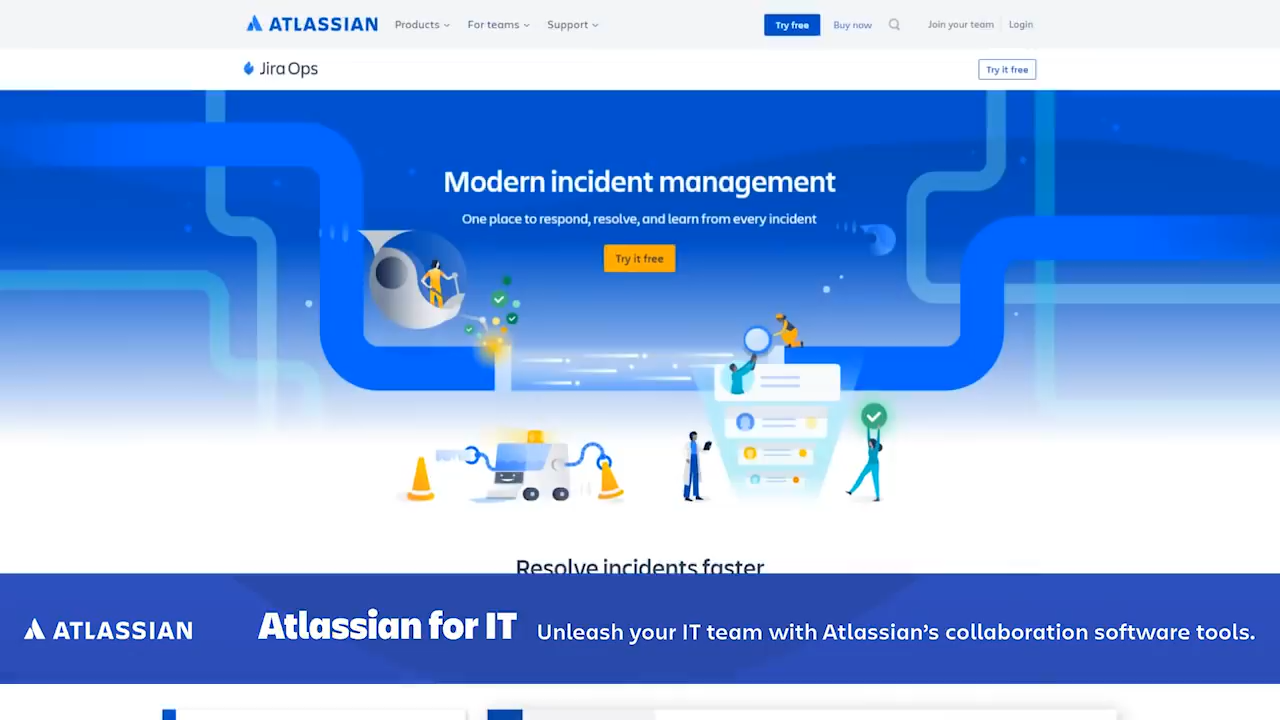 ATLASSIAN Products For teams Support Try free Buy now Join your team Login
Jira Ops Try it free
Modern incident management
One place to respond, resolve, and learn from every incident
Try it free
Resolve incidents faster
ATLASSIAN Atlassian for IT Unleash your IT team with Atlassian's collaboration software tools.